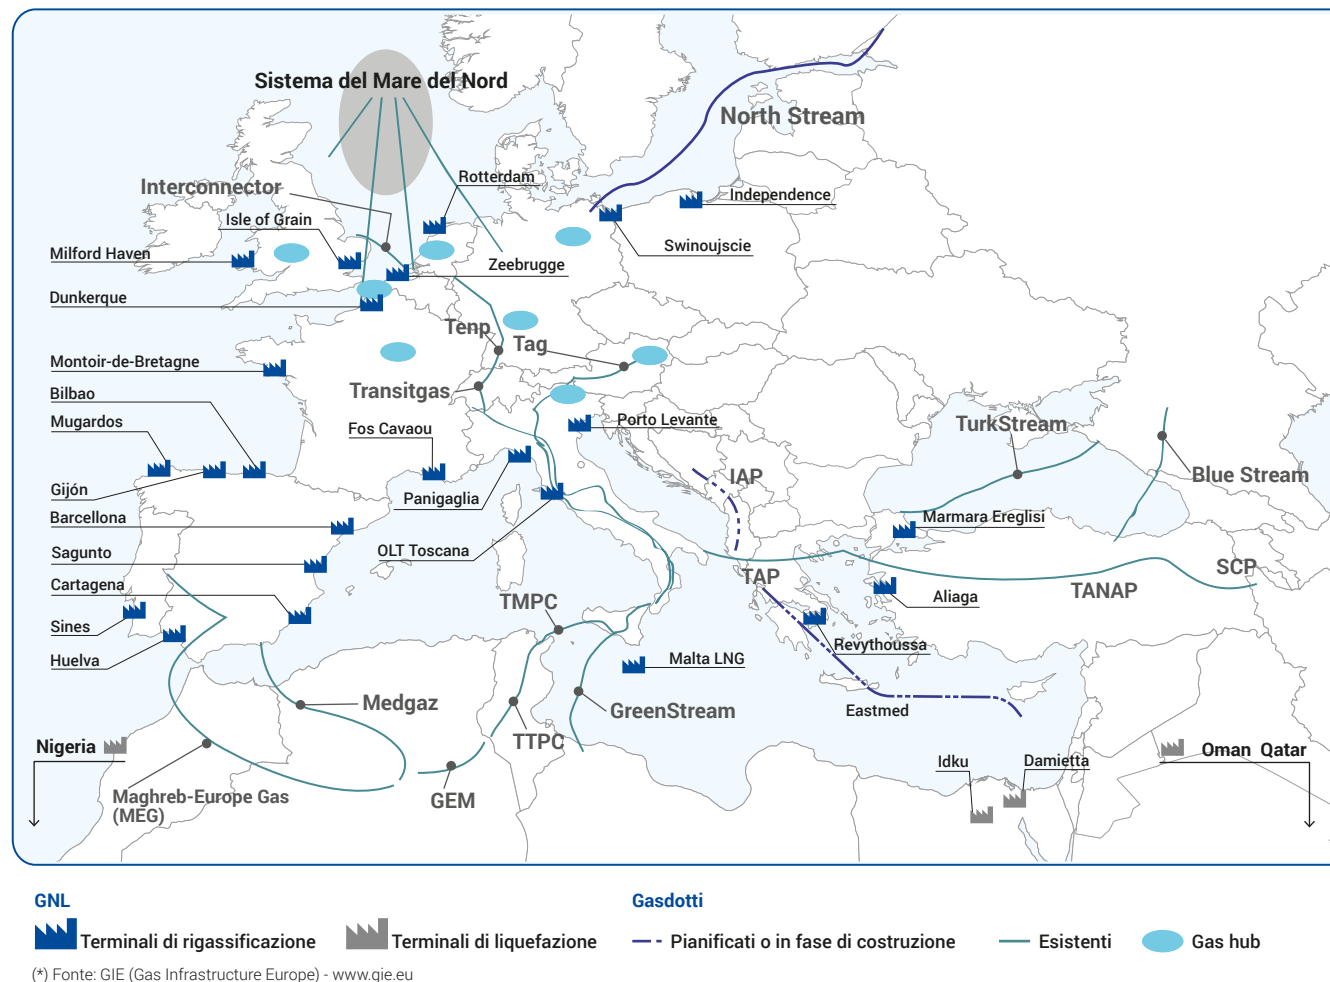 Sistema del Mare del Nord
North Stream
Interconnector
Rotterdam
Independence
Isle of Grain
Swinoujscie
Milford Haven
Zeebrugge
Dunkerque
Tenp
Tag
Montoir-de-Bretagne
Transitgas
Bilbao
Mugardos
Fos Cavaou
Porto Levante
TurkStream
IAP
Blue Stream
Gijón
Panigaglia
Barcellona
Marmara Ereglisi
Sagunto
OLT Toscana
Cartagena
TAP
SCP
TANAP
Aliaga
TMPC
Sines
Revythoussa
Huelva
Malta LNG
Medgaz
GreenStream
Eastmed
TTPC
Nigeria
Oman Qatar
Idku
Damietta
Maghreb-Europe Gas
(MEG)
GEM
GNL
Gasdotti
Terminali di rigassificazione
Terminali di liquefazione
Pianificati o in fase di costruzione
Esistenti
Gas hub
(*) Fonte: GIE (Gas Infrastructure Europe) - www.gie.eu